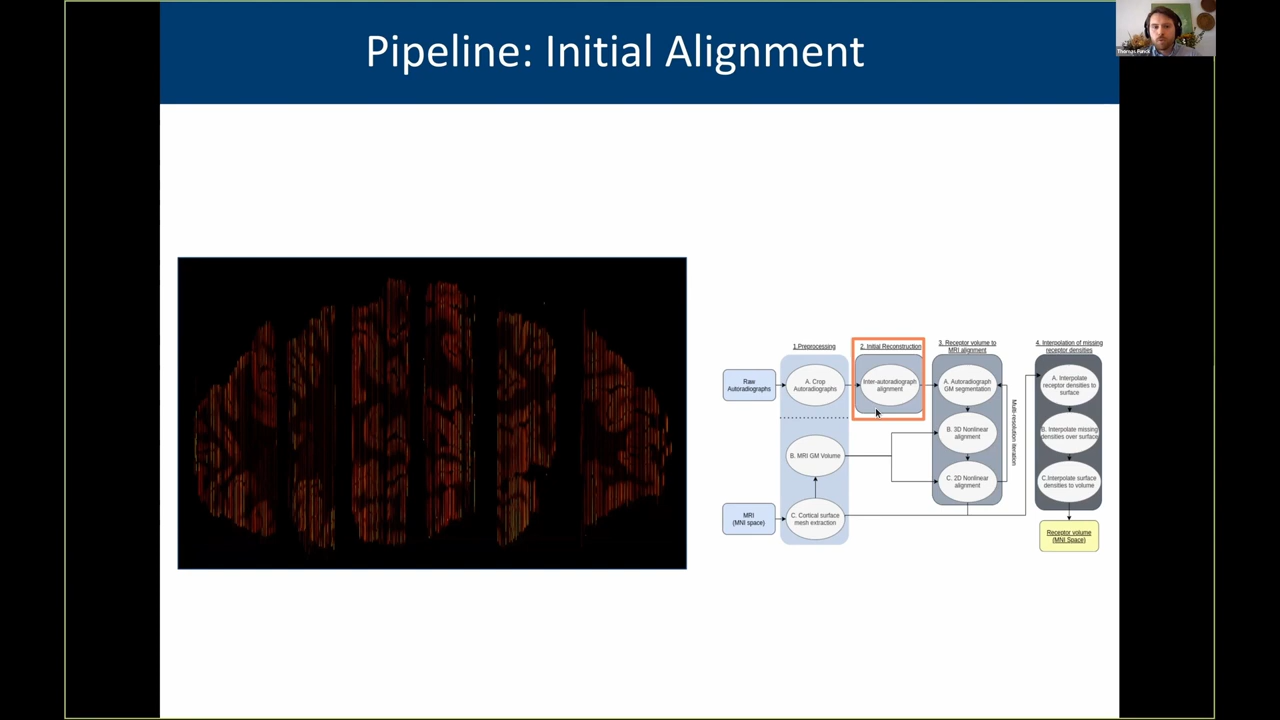 Pipeline: Initial Alignment
Thomas Funck
1.Preprocessing
2. Initial Reconstruction
3. Receptor volume to
MRI alignment
4. Interpolation of missing
receptor densities
Raw
Autoradiographs
A. Crop
Autoradiographs
Inter-autoradiograph
alignment
A. Autoradiograph
GM segmentation
A. Interpolate
receptor densities to
surface
B. MRI GM Volume
B. 3D Nonlinear
alignment
Multi-resolution iteration
B. Interpolate missing
densities over surface
C. 2D Nonlinear
alignment
C.Interpolate surface
densities to volume
MRI
(MNI space)
C. Cortical surface
mesh extraction
Receptor volume
(MNI Space)